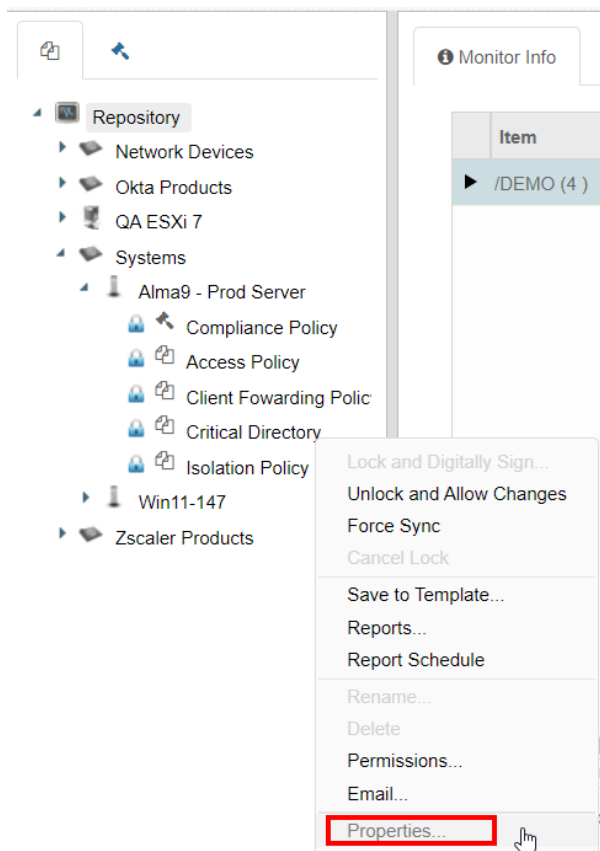 Monitor Info
Repository
Network Devices
Okta Products
QA ESXi 7
Systems
Alma9 - Prod Server
Compliance Policy
Access Policy
Client Fowarding Polic
Critical Directory
Isolation Policy
Win11-147
Zscaler Products
Item
/DEMO (4 )
Lock and Digitally Sign...
Unlock and Allow Changes
Force Sync
Cancel Lock
Save to Template...
Reports...
Report Schedule
Rename...
Delete
Permissions...
Email...
Properties...